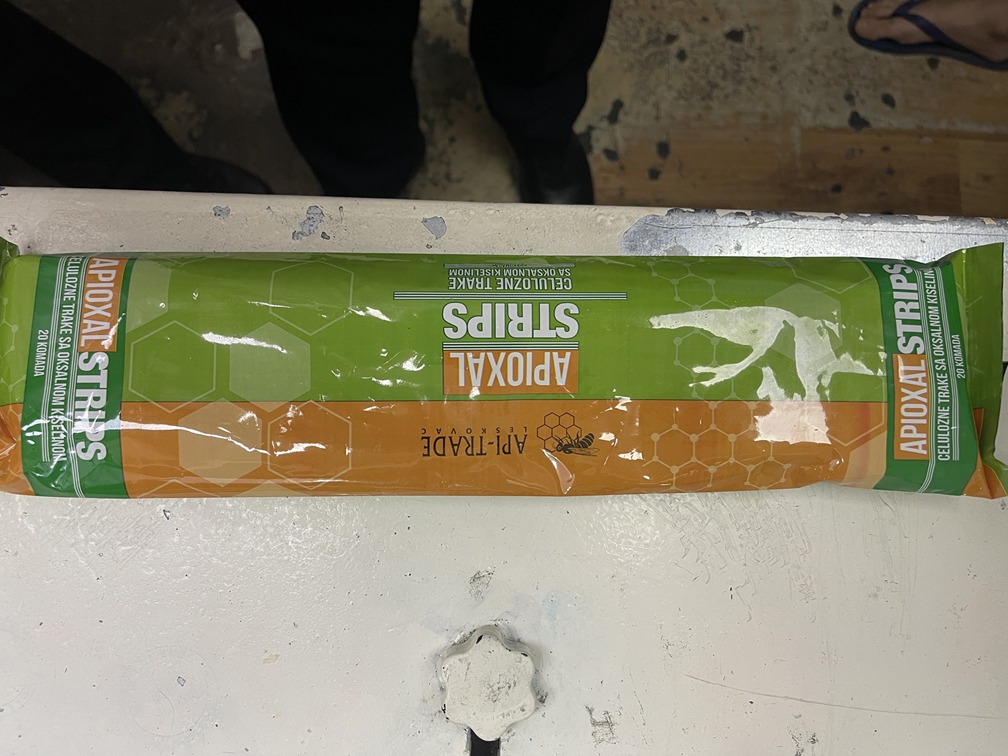 APIOXAL
STRIPS
CELULOZNE TRAKE
SA OKSALNOM KISELINOM
API-TRADE
LESKOVAC
APIOXAL STRIPS
CELULOZNE TRAKE SA OKSALNOM KISELINOM
20 KOMADA
APIOXAL STRIPS
CELULOZNE TRAKE SA OKSALNOM KISELIN
20 KOMADA